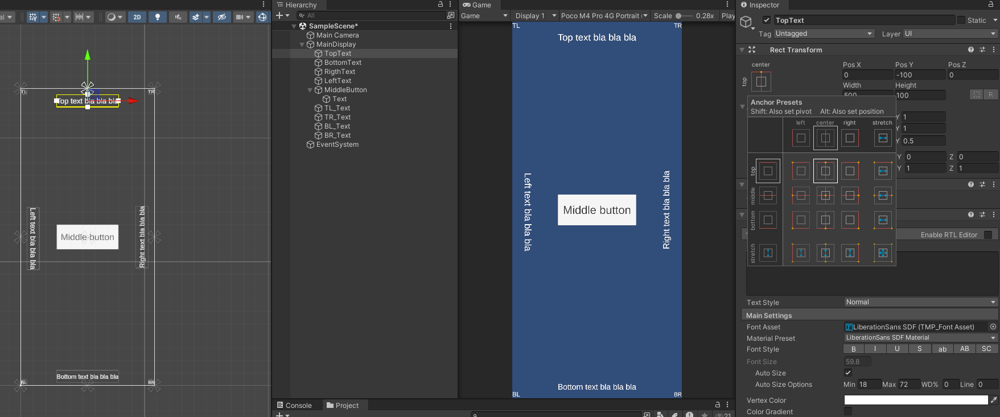 al
2D
TL
TR
Top text bla bla bla
Left text bla bla bla
Middle button
Right text bla bla bla
Bottom text bla bla bla
BL
BR
Hierarchy
All
SampleScene*
Main Camera
MainDisplay
TopText
BottomText
RigthText
LeftText
MiddleButton
Text
TL_Text
TR_Text
BL_Text
BR_Text
EventSystem
Console
Project
21
Game
Game
Display 1
Poco M4 Pro 4G Portrait (
Scale
0.28x
Play
TL
TR
Top text bla bla bla
Left text bla bla bla
Middle button
Right text bla bla bla
Bottom text bla bla bla
BL
BR
Inspector
TopText
Static
Tag Untagged
Layer UI
Rect Transform
center
top
Pos X
Pos Y
Pos Z
0
-100
0
Width
Height
500
100
R
Anchor Presets
Shift: Also set pivot Alt: Also set position
left
center
right
stretch
top
middle
bottom
stretch
Y 1
Y 1
Y 0.5
Y 0 Z 0
Y 1 Z 1
Enable RTL Editor
Text Style
Normal
Main Settings
Font Asset
LiberationSans SDF (TMP_Font Asset)
Material Preset
LiberationSans SDF Material
Font Style
B I U S ab AB SC
Font Size
59.8
Auto Size
Auto Size Options
Min 18 Max 72 WD% 0 Line 0
Vertex Color
Color Gradient